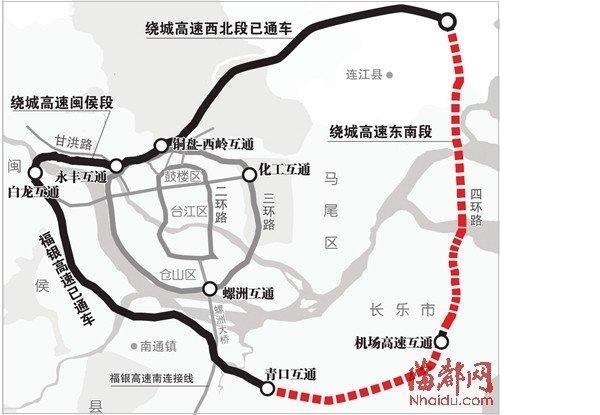 绕城高速西北段已通车
连江县
绕城高速闽侯段
绕城高速东南段
甘洪路
铜盘-西岭互通
闽
永丰互通
鼓楼区
化工互通
白龙互通
二环路
三环路
马尾区
四环路
台江区
福银高速已通车
仓山区
侯
螺洲互通
长乐市
螺洲大桥
南通镇
机场高速互通
福银高速南连接线
青口互通
县
福都网
Nhaidu.com